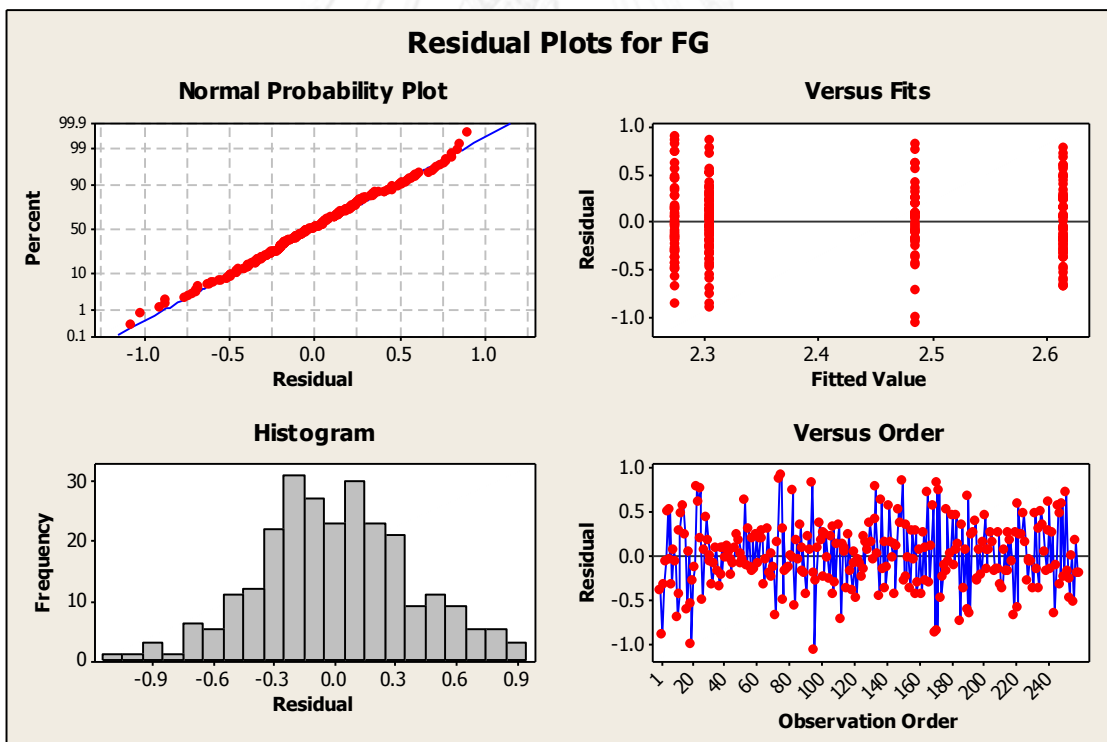 Residual Plots for FG
Normal Probability Plot
99.9
99
90
50
10
1
0.1
Percent
-1.0 -0.5 0.0 0.5 1.0
Residual
Versus Fits
1.0
0.5
0.0
-0.5
-1.0
Residual
2.3 2.4 2.5 2.6
Fitted Value
Histogram
30
20
10
0
Frequency
-0.9 -0.6 -0.3 0.0 0.3 0.6 0.9
Residual
Versus Order
1.0
0.5
0.0
-0.5
-1.0
Residual
1 20 40 60 80 100 120 140 160 180 200 220 240
Observation Order